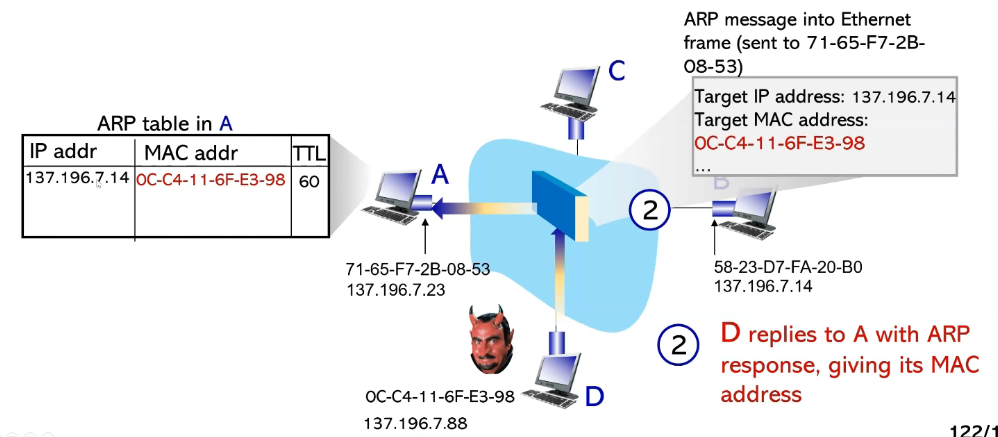 ARP message into Ethernet
frame (sent to 71-65-F7-2B-
08-53)
Target IP address: 137.196.7.14
Target MAC address:
0C-C4-11-6F-E3-98
...
C
ARP table in A
IP addr MAC addr TTL
137.196.7.14 0C-C4-11-6F-E3-98 60
A
B
2
71-65-F7-2B-08-53
137.196.7.23
58-23-D7-FA-20-B0
137.196.7.14
0C-C4-11-6F-E3-98
137.196.7.88
D
2
D replies to A with ARP
response, giving its MAC
address
122/1